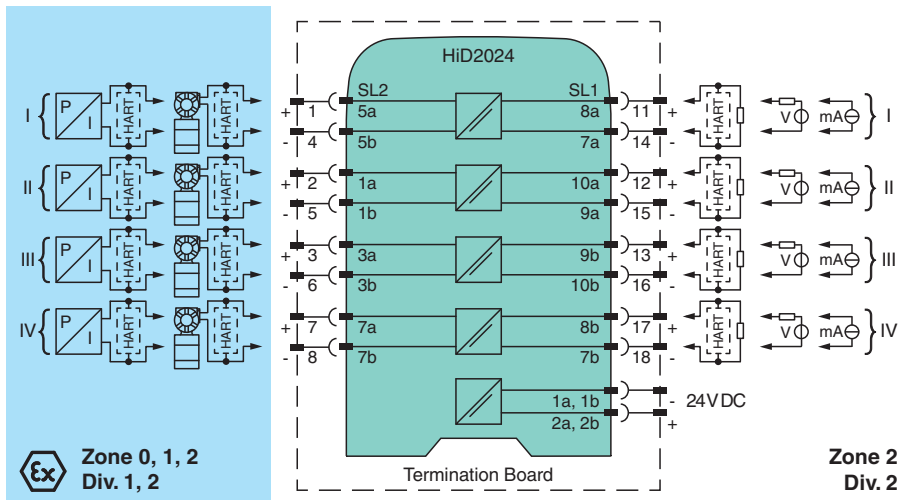 HiD2024
SL2 SL1
I P I HART HART + 1 5a 8a 11 + HART V mA I
- 4 5b 7a 14 -
II P I HART HART + 2 1a 10a 12 + HART V mA II
- 5 1b 9a 15 -
III P I HART HART + 3 3a 9b 13 + HART V mA III
- 6 3b 10b 16 -
IV P I HART HART + 7 7a 8b 17 + HART V mA IV
- 8 7b 7b 18 -
1a, 1b - 24V DC
2a, 2b +
Ex Zone 0, 1, 2
Div. 1, 2
Termination Board
Zone 2
Div. 2